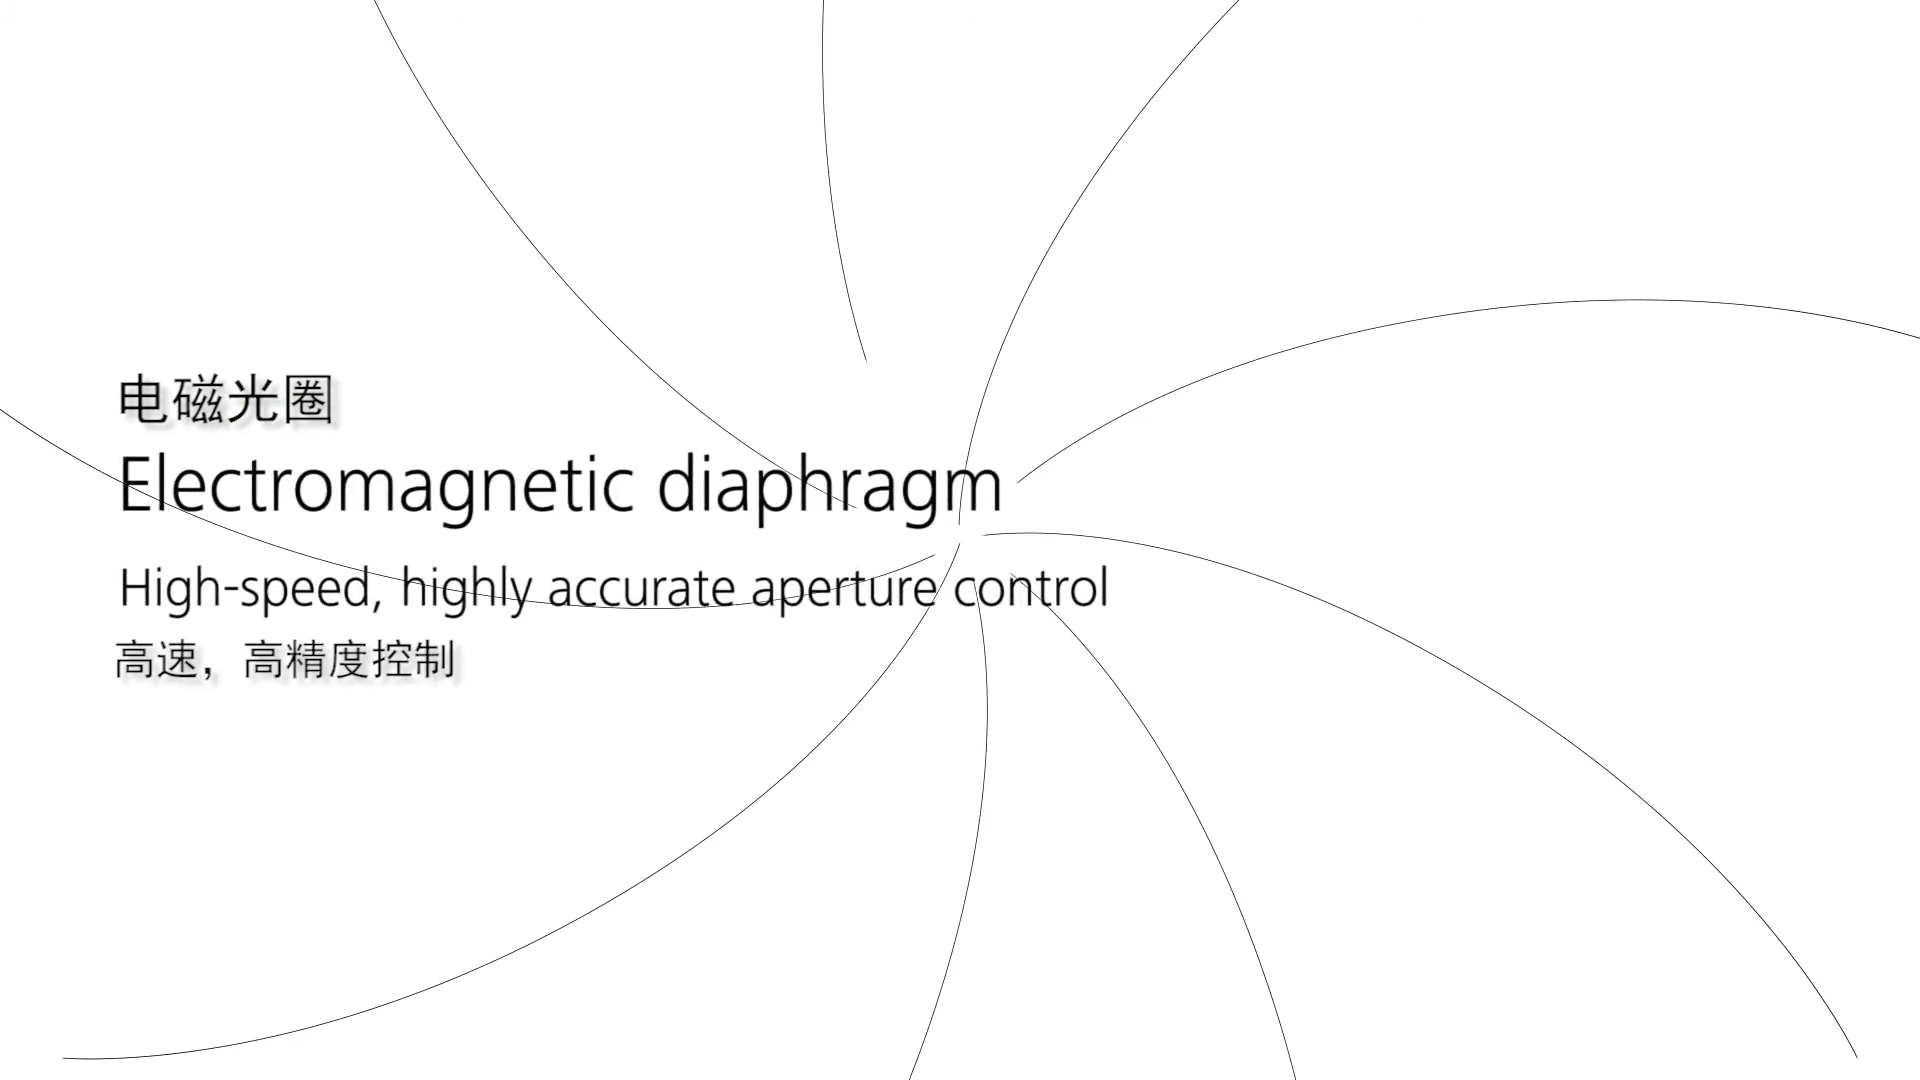 电磁光圈
Electromagnetic diaphragm
High-speed, highly accurate aperture control
高速，高精度控制